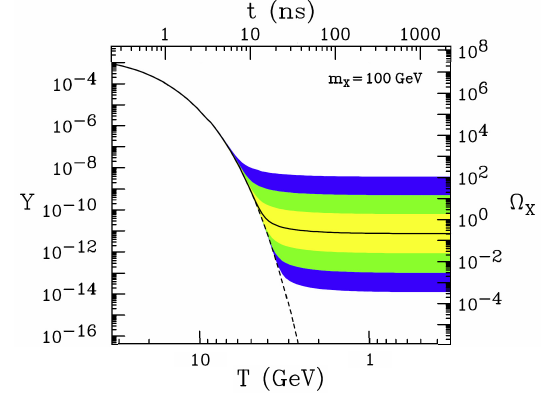 t (ns)
1 10 100 1000
m_X = 100 GeV
10^-4
10^-6
10^-8
10^-10
10^-12
10^-14
10^-16
Y
10^8
10^6
10^4
10^2
10^0
10^-2
10^-4
Ω_X
10 1
T (GeV)